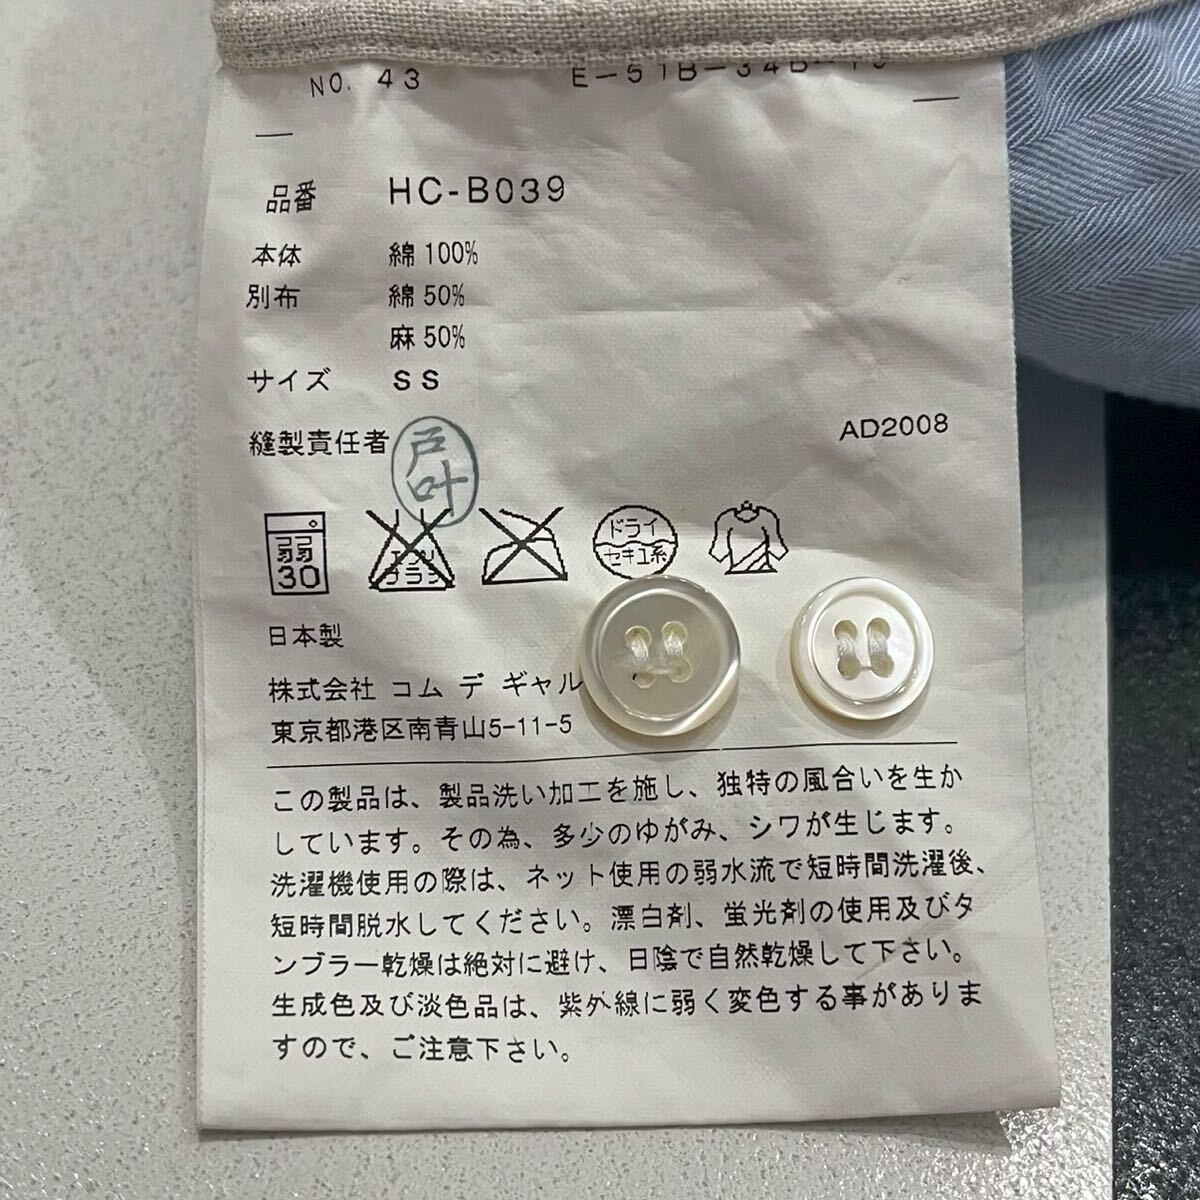 NO. 43
品番 HC-B039
本体 綿 100%
別布 綿 50%
麻 50%
サイズ SS
AD2008
縫製責任者 戸叶
弱 30
エンソ
ドライ
セキユ系
日本製
株式会社 コム デ ギャル
東京都港区南青山5-11-5
この製品は、製品洗い加工を施し、独特の風合いを生か
しています。その為、多少のゆがみ、シワが生じます。
洗濯機使用の際は、ネット使用の弱水流で短時間洗濯後、
短時間脱水してください。漂白剤、蛍光剤の使用及びタ
ンブラー乾燥は絶対に避け、日陰で自然乾燥して下さい。
生成色及び淡色品は、紫外線に弱く変色する事がありま
すので、ご注意下さい。